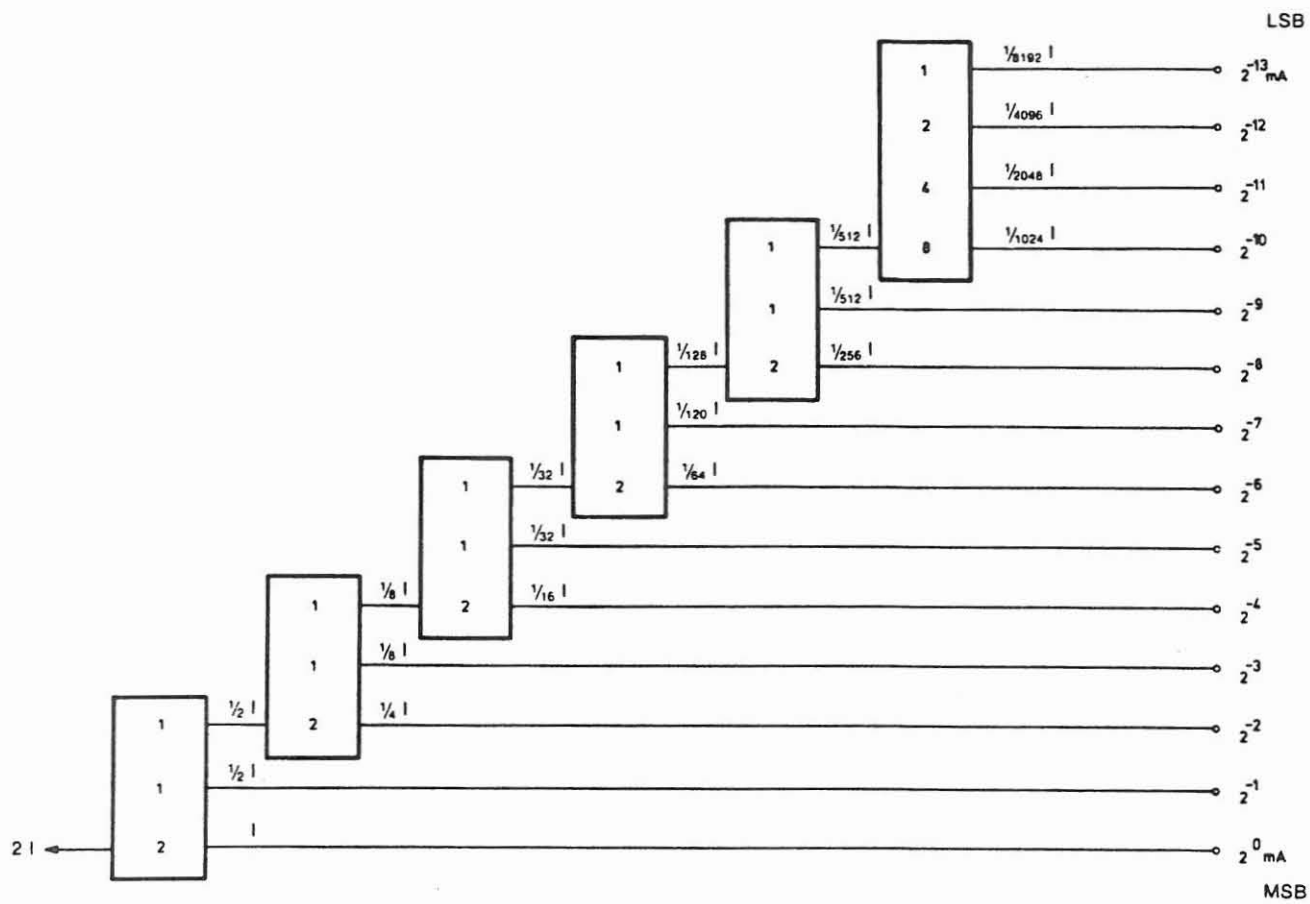 LSB
1 1/8192 I 2^-13 mA
2 1/4096 I 2^-12
4 1/2048 I 2^-11
1 1/512 I 8 1/1024 I 2^-10
1 1/512 I 2^-9
1 1/128 I 2 1/256 I 2^-8
1 1/120 I 2^-7
1 1/32 I 2 1/64 I 2^-6
1 1/32 I 2^-5
1 1/8 I 2 1/16 I 2^-4
1 1/8 I 2^-3
1 1/2 I 2 1/4 I 2^-2
1 1/2 I 2^-1
2 I 2 I 2^0 mA
MSB